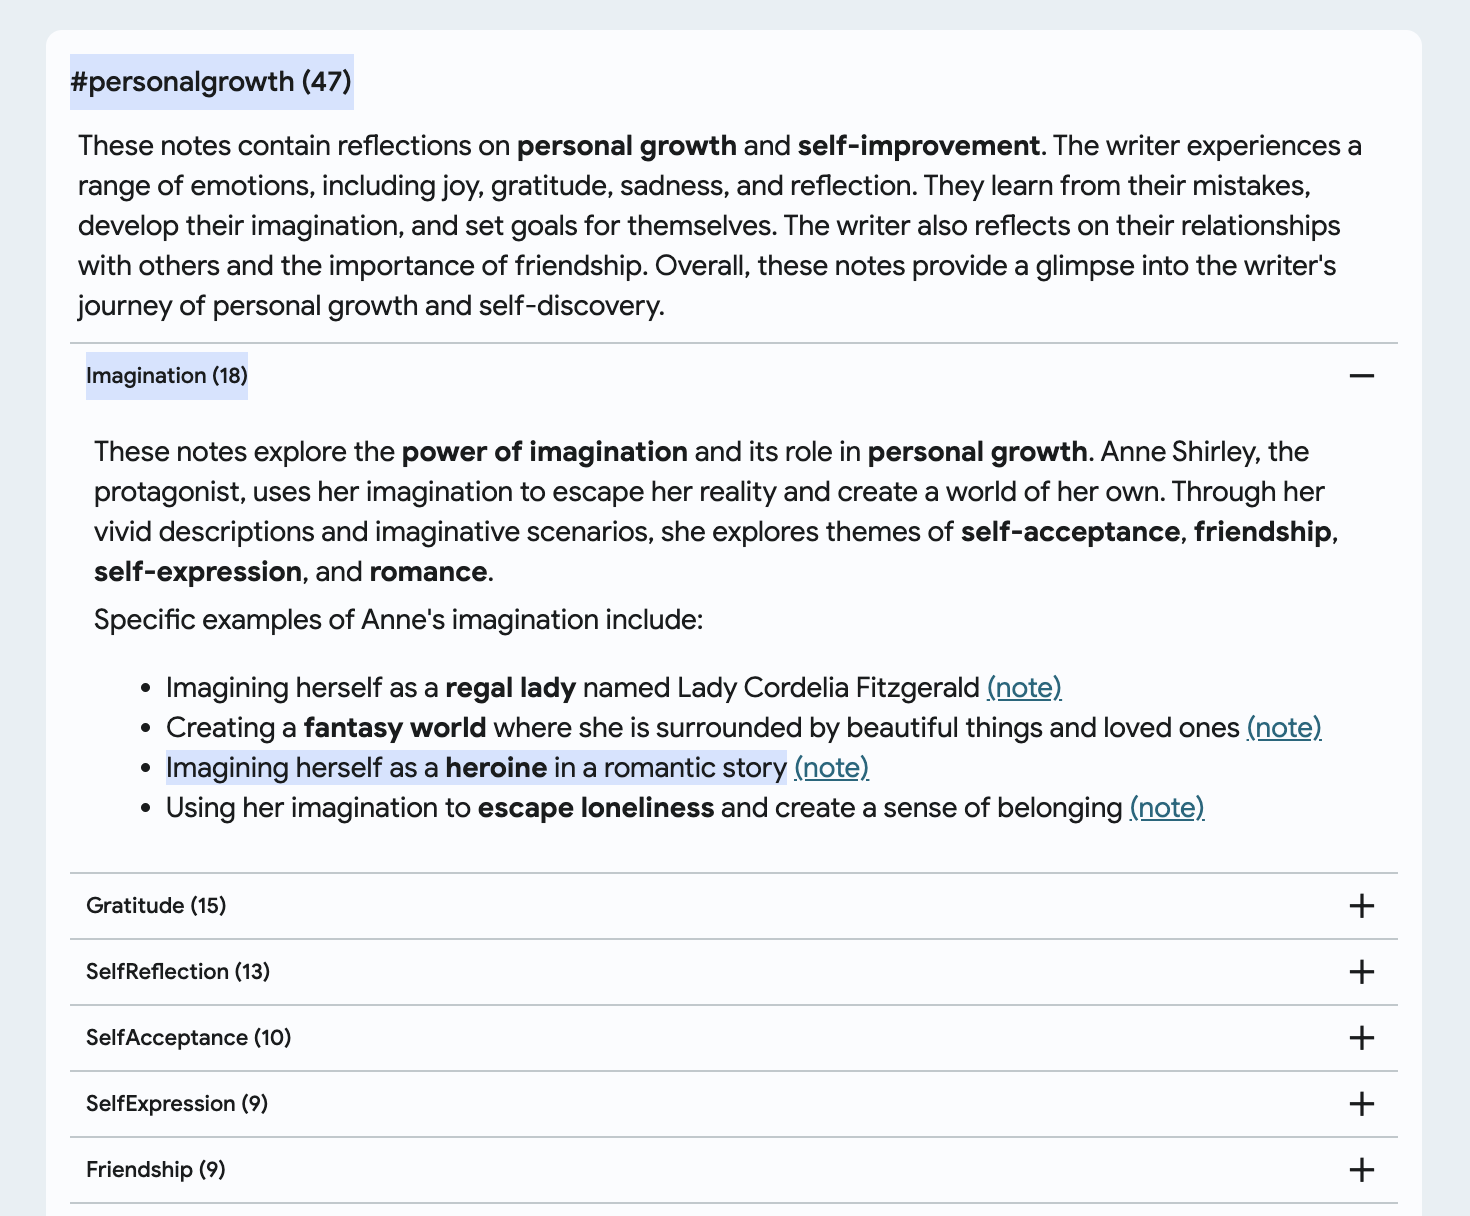 #personalgrowth (47)
These notes contain reflections on personal growth and self-improvement. The writer experiences a
range of emotions, including joy, gratitude, sadness, and reflection. They learn from their mistakes,
develop their imagination, and set goals for themselves. The writer also reflects on their relationships
with others and the importance of friendship. Overall, these notes provide a glimpse into the writer's
journey of personal growth and self-discovery.
Imagination (18)
These notes explore the power of imagination and its role in personal growth. Anne Shirley, the
protagonist, uses her imagination to escape her reality and create a world of her own. Through her
vivid descriptions and imaginative scenarios, she explores themes of self-acceptance, friendship,
self-expression, and romance.
Specific examples of Anne's imagination include:
• Imagining herself as a regal lady named Lady Cordelia Fitzgerald (note)
• Creating a fantasy world where she is surrounded by beautiful things and loved ones (note)
• Imagining herself as a heroine in a romantic story (note)
• Using her imagination to escape loneliness and create a sense of belonging (note)
Gratitude (15)
SelfReflection (13)
SelfAcceptance (10)
SelfExpression (9)
Friendship (9)